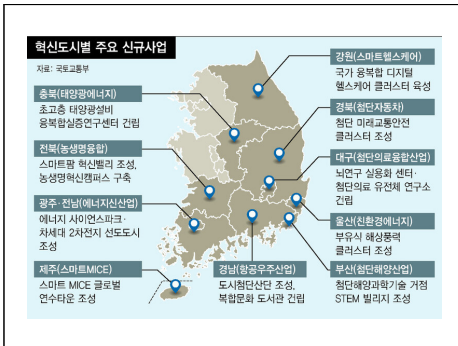 혁신도시별 주요 신규사업
자료: 국토교통부
강원(스마트헬스케어)
국가 융복합 디지털
헬스케어 클러스터 육성
충북(태양광에너지)
초고층 태양광설비
융복합실증연구센터 건립
경북(첨단자동차)
첨단 미래교통안전
클러스터 조성
전북(농생명융합)
스마트팜 혁신밸리 조성,
농생명혁신캠퍼스 구축
대구(첨단의료융합산업)
뇌연구 실용화 센터·
첨단의료 유전체 연구소
건립
광주·전남(에너지신산업)
에너지 사이언스파크·
차세대 2차전지 선도도시
조성
울산(친환경에너지)
부유식 해상풍력
클러스터 조성
제주(스마트MICE)
스마트 MICE 글로벌
연수타운 조성
경남(항공우주산업)
도시첨단산단 조성,
복합문화 도서관 건립
부산(첨단해양산업)
첨단해양과학기술 거점
STEM 빌리지 조성